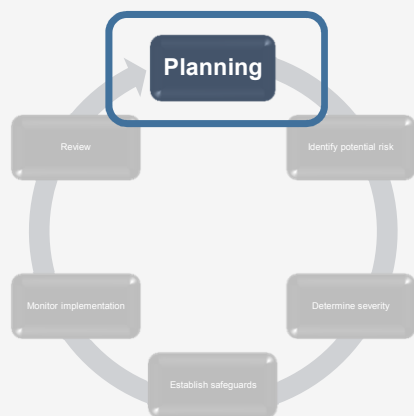 Planning
Identify potential risk
Determine severity
Establish safeguards
Monitor implementation
Review